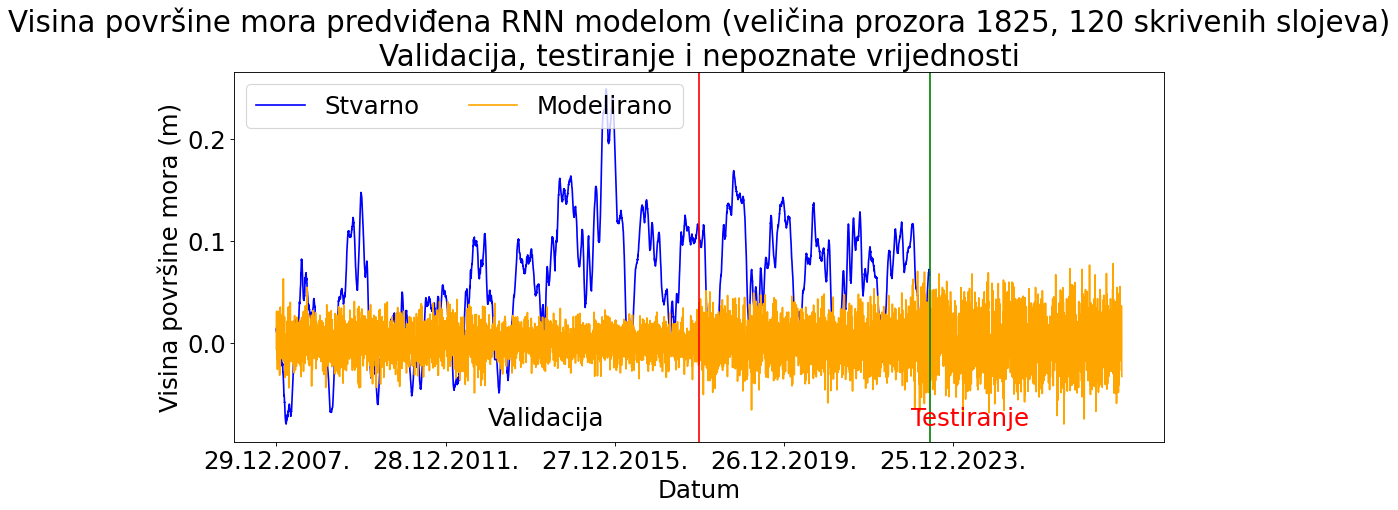 Visina površine mora predviđena RNN modelom (veličina prozora 1825, 120 skrivenih slojeva)
Validacija, testiranje i nepoznate vrijednosti
Stvarno Modelirano
Visina površine mora (m)
0.2
0.1
0.0
Validacija Testiranje
29.12.2007. 28.12.2011. 27.12.2015. 26.12.2019. 25.12.2023.
Datum